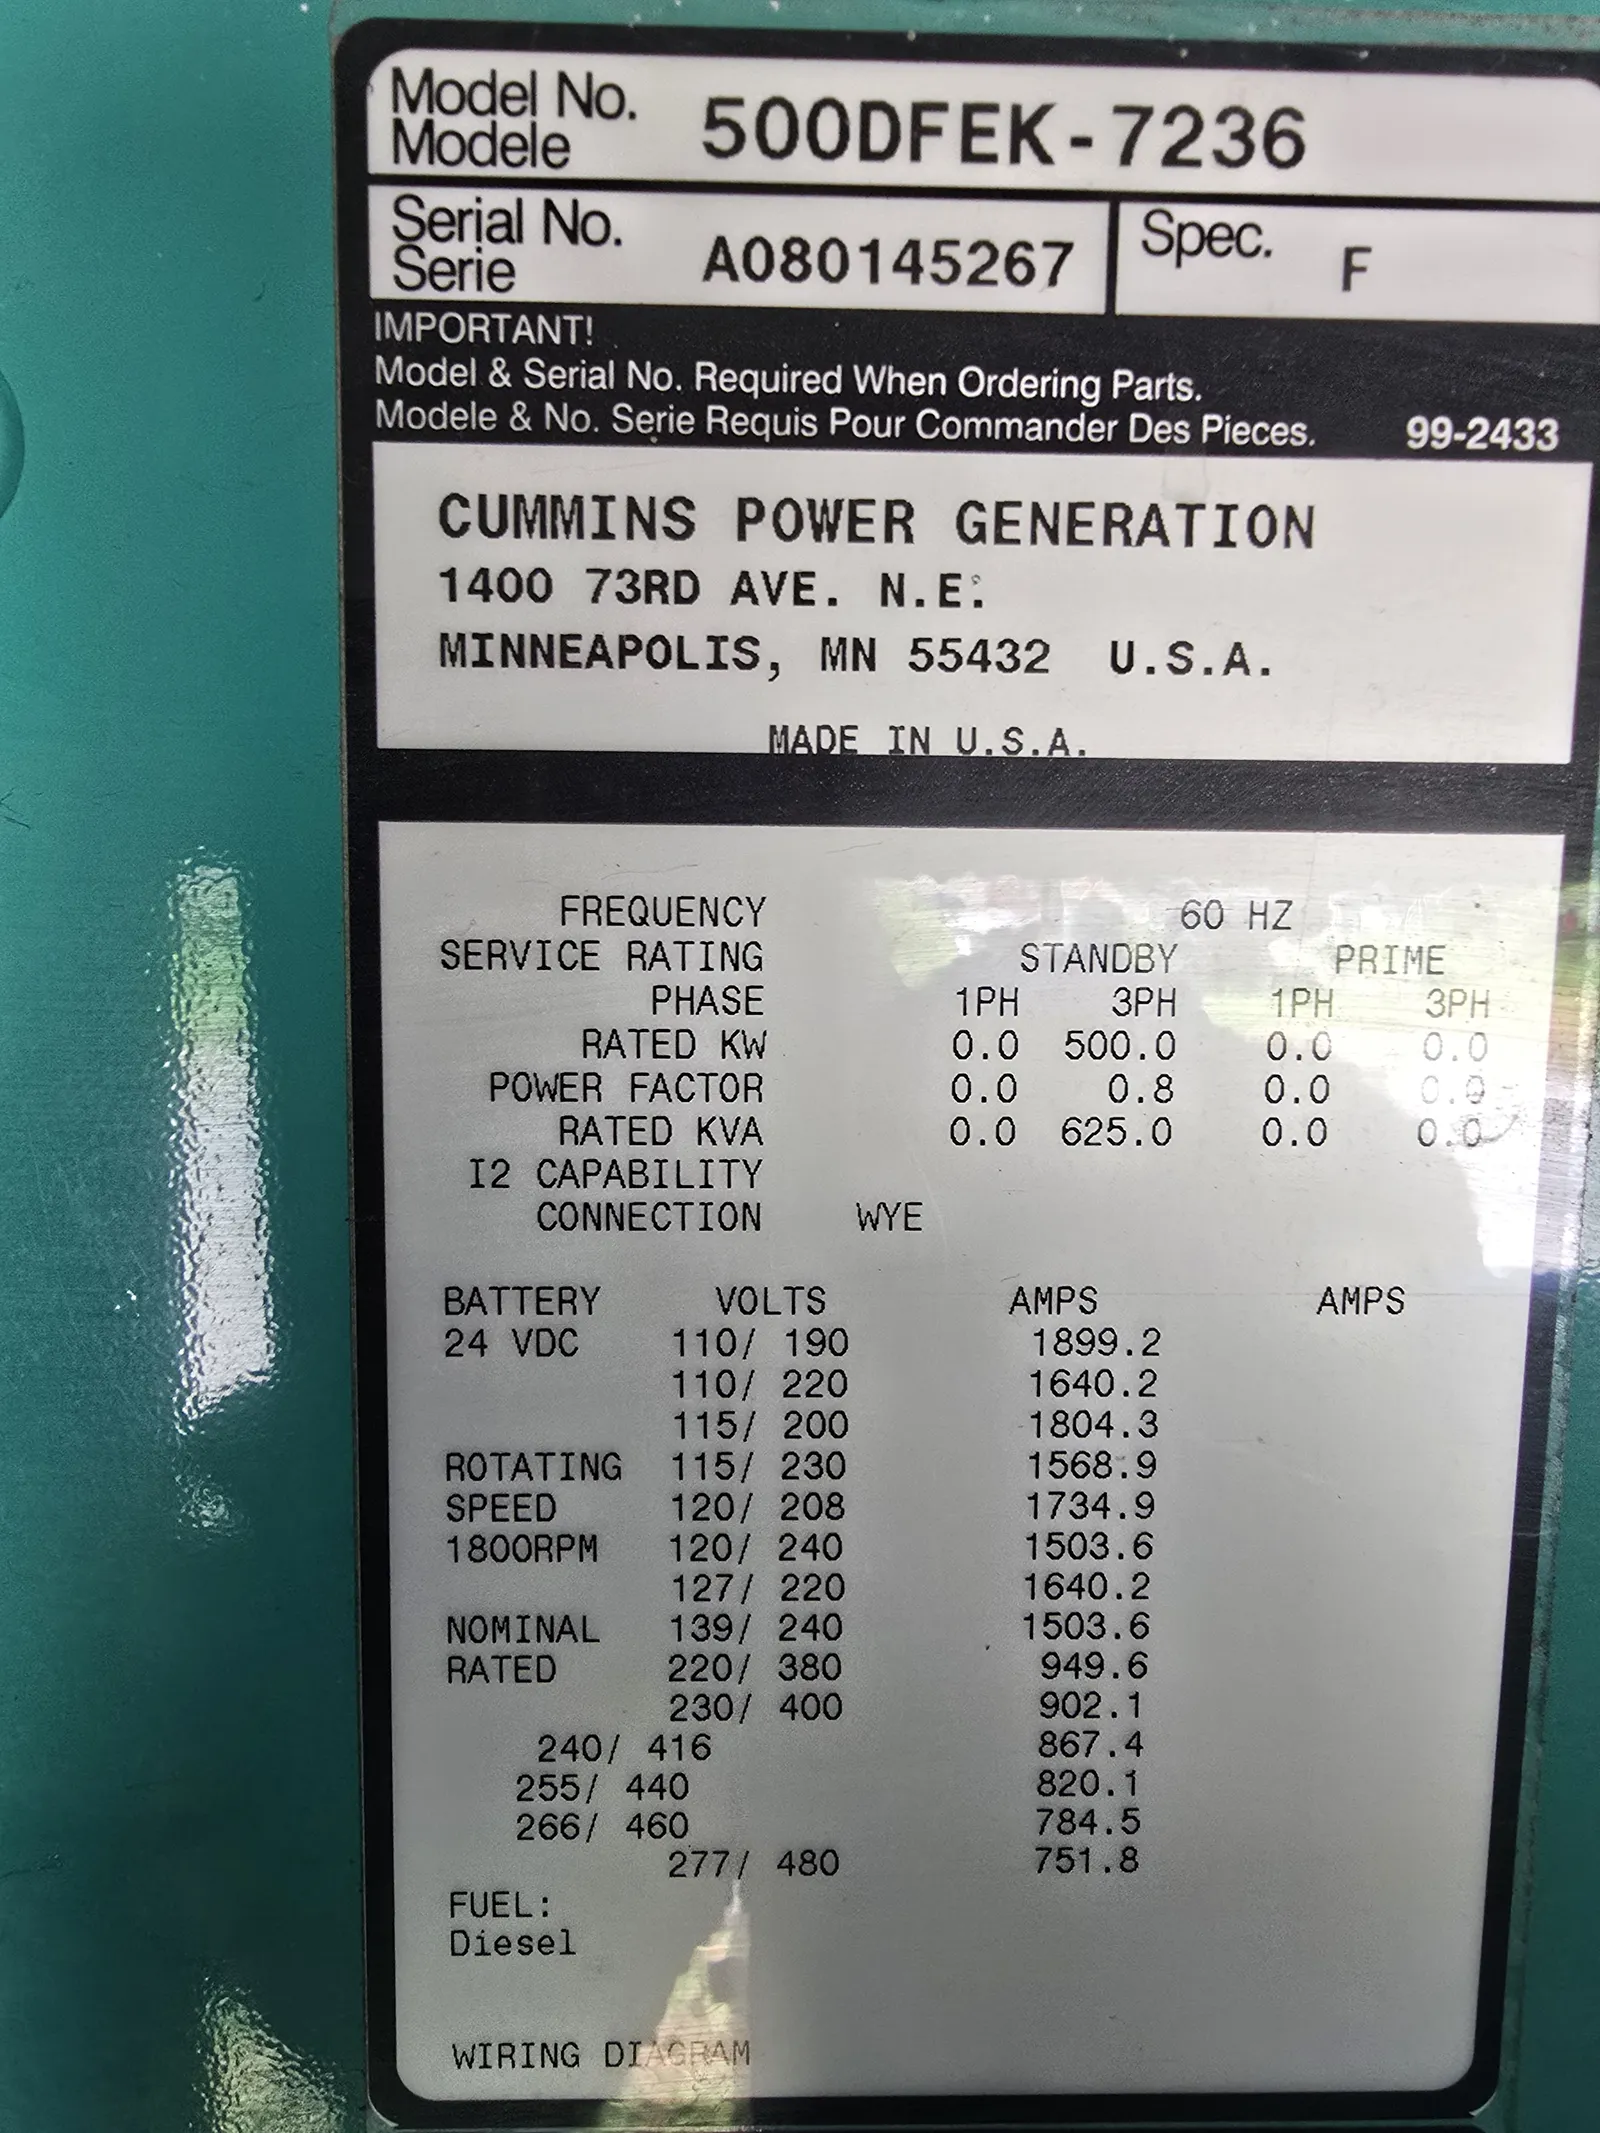 Model No. 500DFEK-7236
Modele
Serial No. A080145267 Spec. F
Serie
IMPORTANT!
Model & Serial No. Required When Ordering Parts.
Modele & No. Serie Requis Pour Commander Des Pieces. 99-2433
CUMMINS POWER GENERATION
1400 73RD AVE. N.E.
MINNEAPOLIS, MN 55432 U.S.A.
MADE IN U.S.A.
FREQUENCY 60 HZ
SERVICE RATING STANDBY PRIME
PHASE 1PH 3PH 1PH 3PH
RATED KW 0.0 500.0 0.0 0.0
POWER FACTOR 0.0 0.8 0.0 0.0
RATED KVA 0.0 625.0 0.0 0.0
I2 CAPABILITY
CONNECTION WYE
BATTERY VOLTS AMPS AMPS
24 VDC 110/ 190 1899.2
110/ 220 1640.2
115/ 200 1804.3
ROTATING 115/ 230 1568.9
SPEED 120/ 208 1734.9
1800RPM 120/ 240 1503.6
127/ 220 1640.2
NOMINAL 139/ 240 1503.6
RATED 220/ 380 949.6
230/ 400 902.1
240/ 416 867.4
255/ 440 820.1
266/ 460 784.5
277/ 480 751.8
FUEL:
Diesel
WIRING DIAGRAM